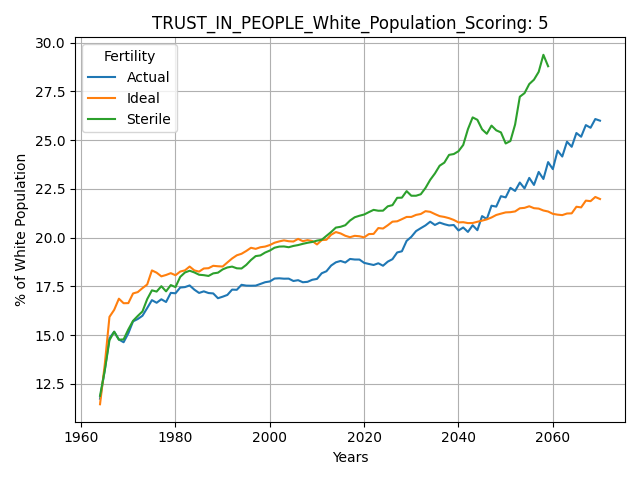 TRUST_IN_PEOPLE_White_Population_Scoring: 5
30.0
27.5
25.0
22.5
20.0
17.5
15.0
12.5
% of White Population
Fertility
Actual
Ideal
Sterile
1960 1980 2000 2020 2040 2060
Years